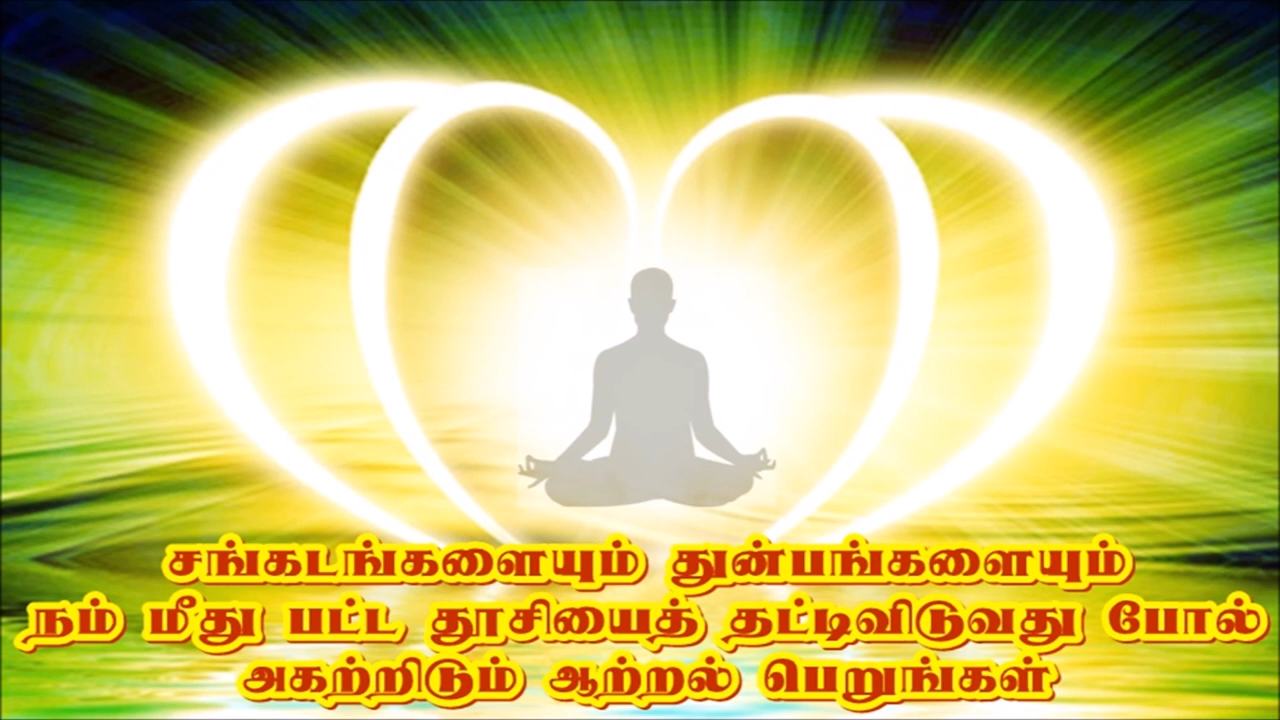 சங்கடங்களையும் துன்பங்களையும்
நம் மீது பட்ட தூசியைத் தட்டிவிடுவது போல்
அகற்றிடும் ஆற்றல் பெறுங்கள்